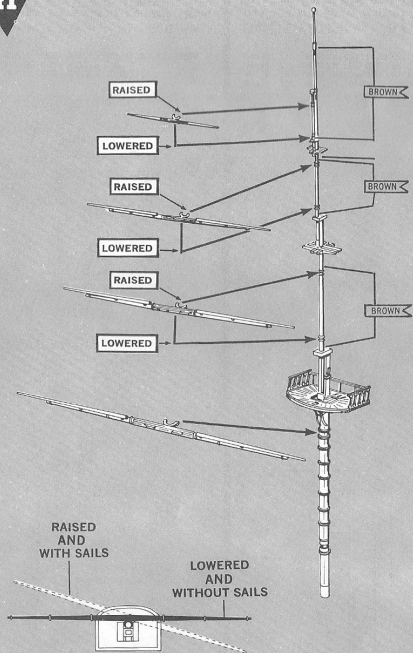 RAISED
BROWN
LOWERED
RAISED
BROWN
LOWERED
RAISED
BROWN
LOWERED
RAISED
AND
WITH SAILS
LOWERED
AND
WITHOUT SAILS